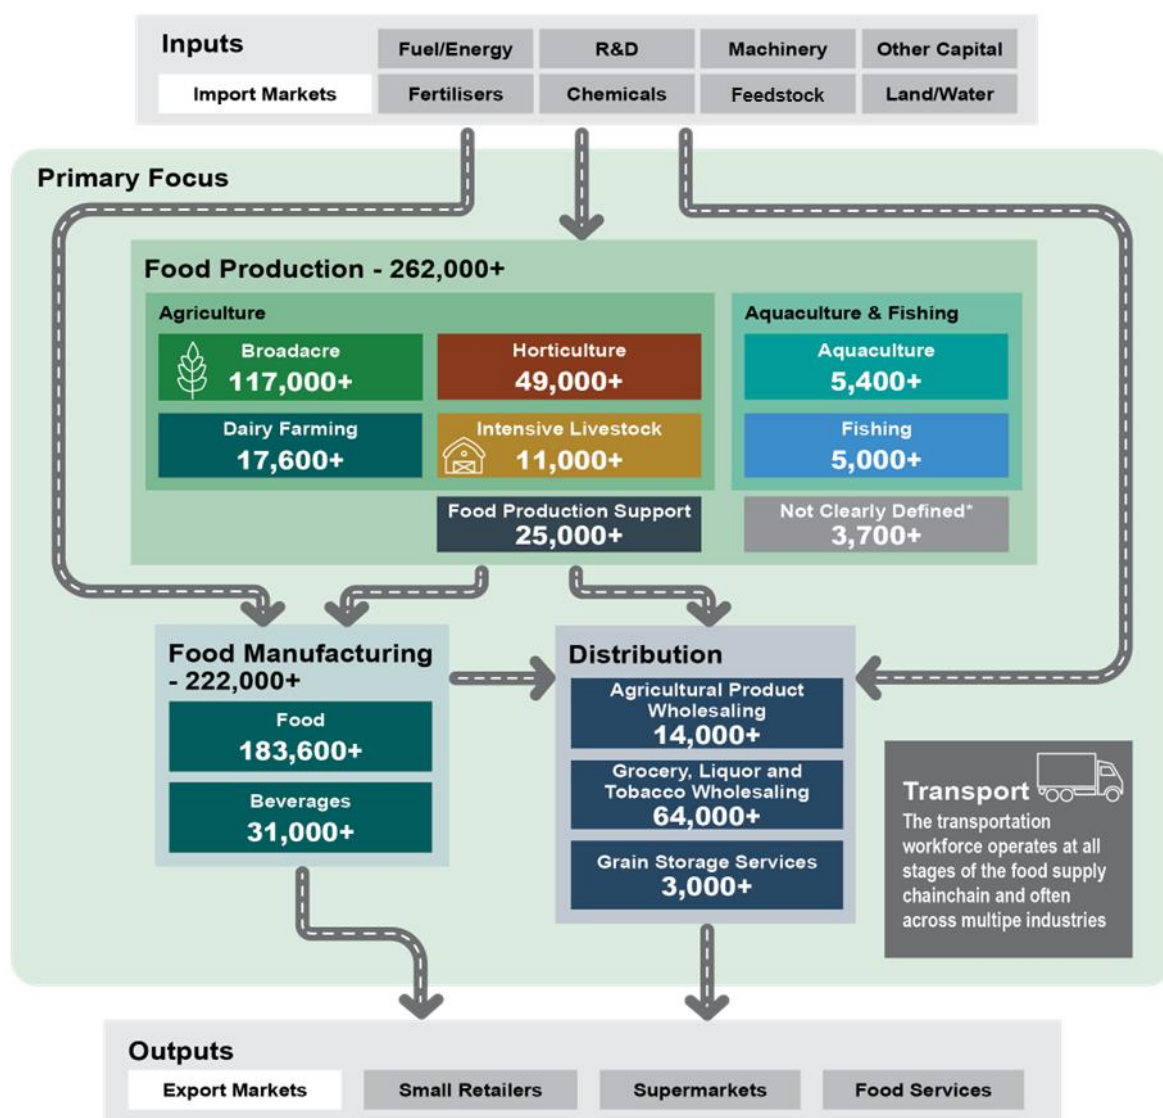 Inputs
Fuel/Energy
R&D
Machinery
Other Capital
Import Markets
Fertilisers
Chemicals
Feedstock
Land/Water
Primary Focus
Food Production - 262,000+
Agriculture
Broadacre
117,000+
Horticulture
49,000+
Dairy Farming
17,600+
Intensive Livestock
11,000+
Aquaculture & Fishing
Aquaculture
5,400+
Fishing
5,000+
Food Production Support
25,000+
Not Clearly Defined*
3,700+
Food Manufacturing
- 222,000+
Food
183,600+
Beverages
31,000+
Distribution
Agricultural Product
Wholesaling
14,000+
Grocery, Liquor and
Tobacco Wholesaling
64,000+
Grain Storage Services
3,000+
Transport
The transportation
workforce operates at all
stages of the food supply
chainchain and often
across multipe industries
Outputs
Export Markets
Small Retailers
Supermarkets
Food Services